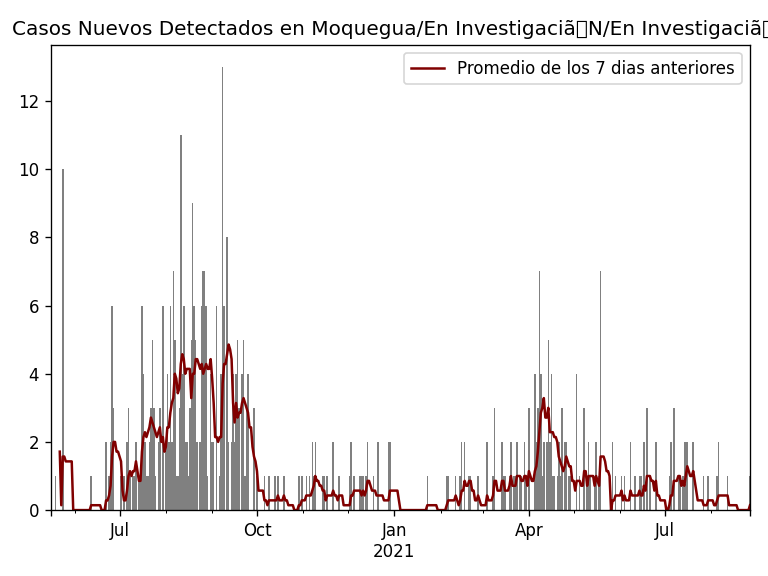 Casos Nuevos Detectados en Moquegua/En Investigaciã▯N/En Investigaciã▯
Promedio de los 7 dias anteriores
12
10
8
6
4
2
0
Jul
Oct
Jan
Apr
Jul
2021